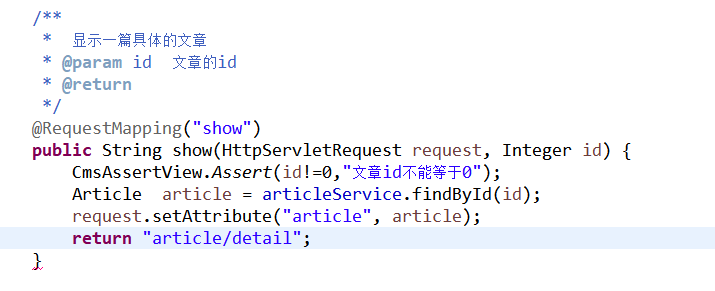 /**
 *  显示一篇具体的文章
 * @param id  文章的id
 * @return
 */
@RequestMapping("show")
public String show(HttpServletRequest request, Integer id) {
    CmsAssertView.Assert(id!=0,"文章id不能等于0");
    Article  article = articleService.findById(id);
    request.setAttribute("article", article);
    return "article/detail";
}